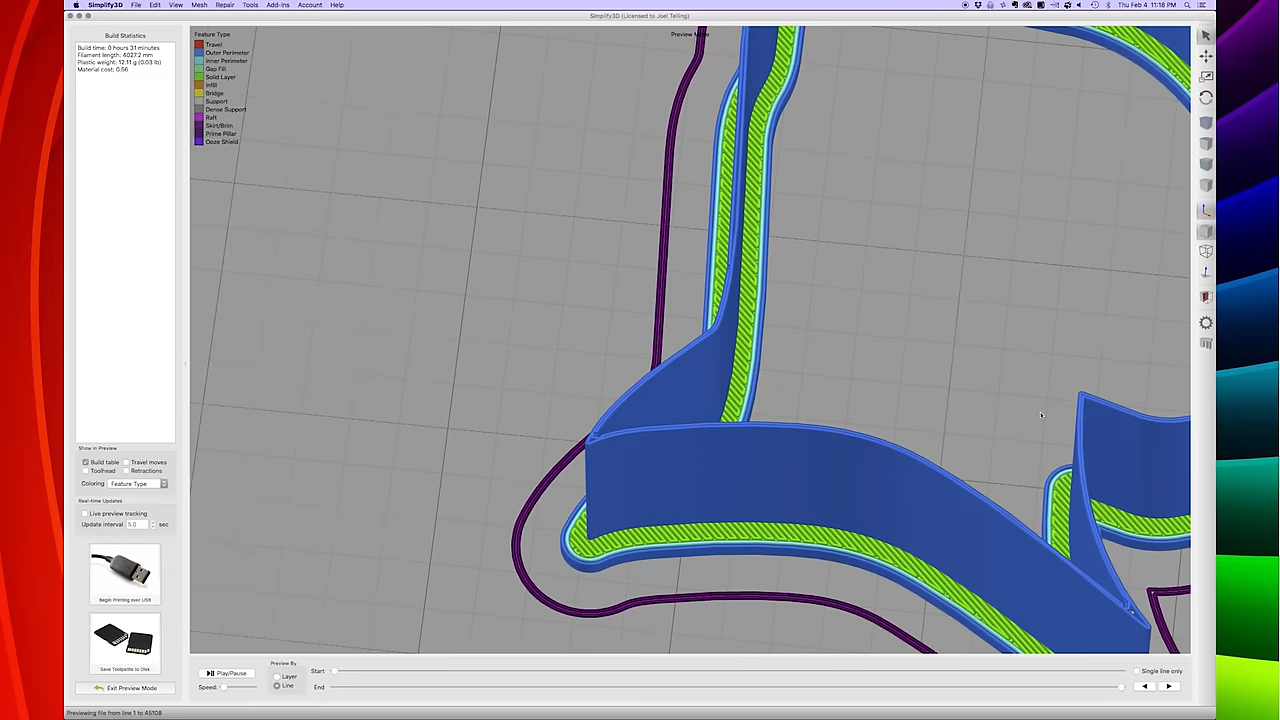 Simplify3D File Edit View Mesh Repair Tools Add-Ins Account Help
Thu Feb 4 11:18 PM
Simplify3D (Licensed to Joel Telling)
Build Statistics
Build time: 0 hours 31 minutes
Filament length: 4027.2 mm
Plastic weight: 12.11 g (0.03 lb)
Material cost: 0.56
Feature Type
Travel
Outer Perimeter
Inner Perimeter
Gap Fill
Solid Layer
Infill
Bridge
Support
Dense Support
Raft
Skirt/Brim
Prime Pillar
Ooze Shield
Preview Mode
Show in Preview
Build table Travel moves
Toolhead Retractions
Coloring Feature Type
Real-time Updates
Live preview tracking
Update interval 5.0 sec
Begin Printing over USB
Save Toolpaths to Disk
Exit Preview Mode
Play/Pause
Speed:
Preview By
Layer
Line
Start
End
Single line only
Previewing file from line 1 to 45108